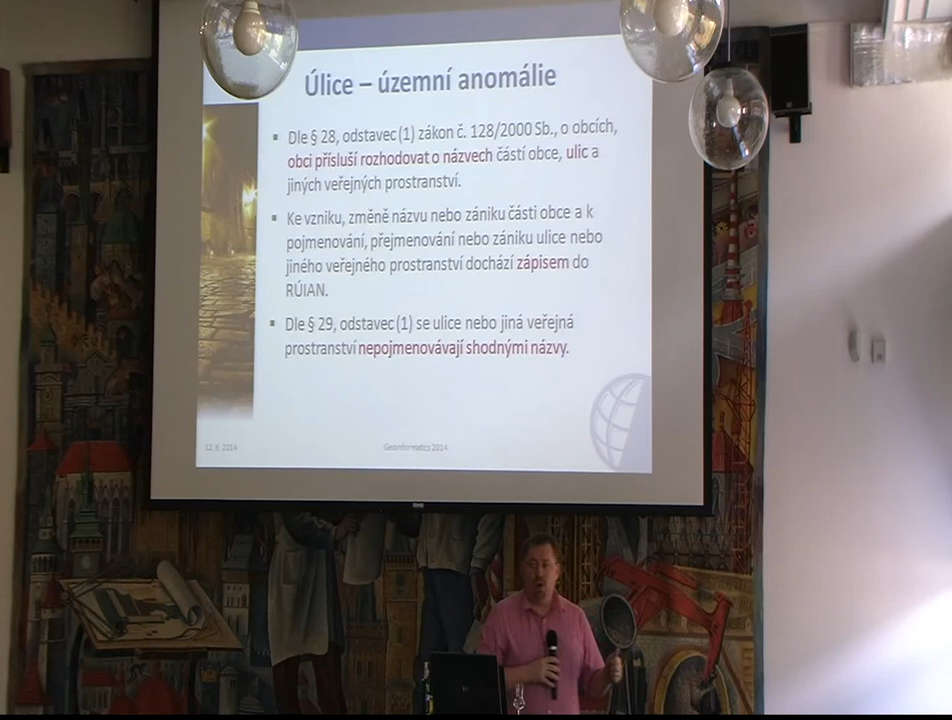 Úlice – územní anomálie
▪ Dle § 28, odstavec (1) zákon č. 128/2000 Sb., o obcích,
obci přísluší rozhodovat o názvech částí obce, ulic a
jiných veřejných prostranství.
▪ Ke vzniku, změně názvu nebo zániku části obce a k
pojmenování, přejmenování nebo zániku ulice nebo
jiného veřejného prostranství dochází zápisem do
RÚIAN.
▪ Dle § 29, odstavec (1) se ulice nebo jiná veřejná
prostranství nepojmenovávají shodnými názvy.
12. 6. 2014
Geoinformatics 2014